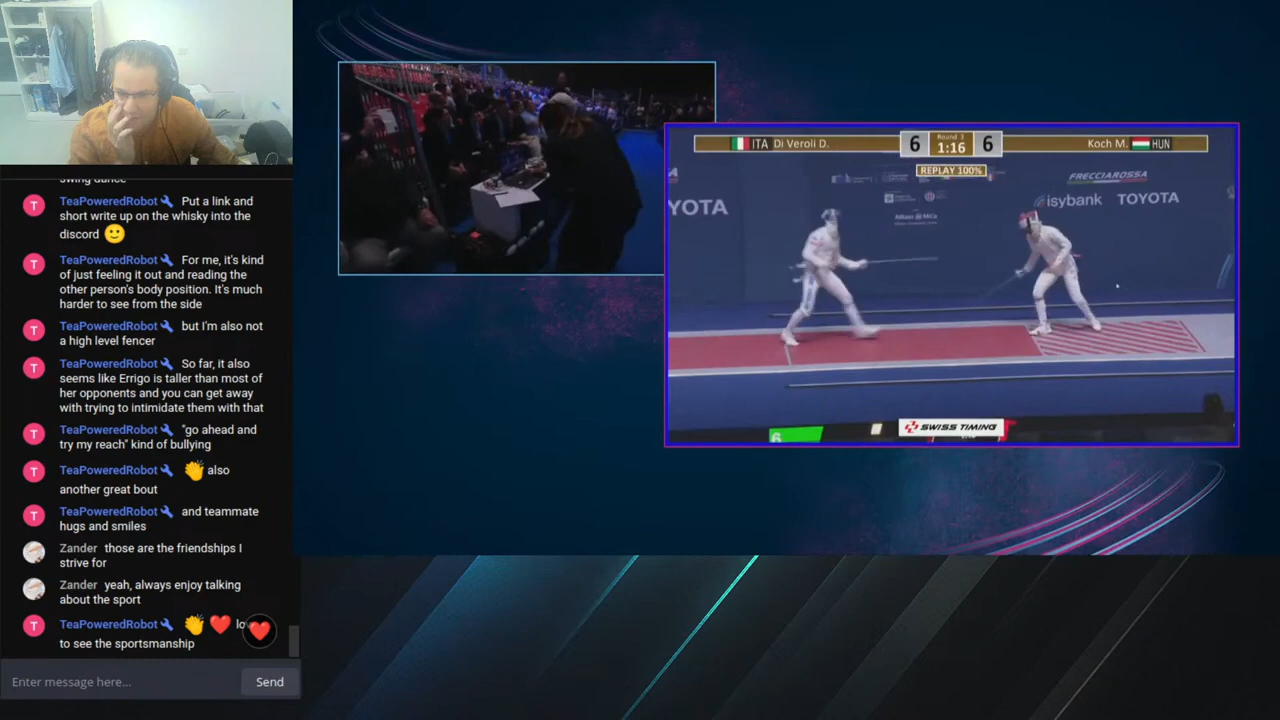 swing dance
TeaPoweredRobot Put a link and
short write up on the whisky into the
discord
TeaPoweredRobot For me, it's kind
of just feeling it out and reading the
other person's body position. It's much
harder to see from the side
TeaPoweredRobot but I'm also not
a high level fencer
TeaPoweredRobot So far, it also
seems like Errigo is taller than most of
her opponents and you can get away
with trying to intimidate them with that
TeaPoweredRobot "go ahead and
try my reach" kind of bullying
TeaPoweredRobot also
another great bout
TeaPoweredRobot and teammate
hugs and smiles
Zander those are the friendships I
strive for
Zander yeah, always enjoy talking
about the sport
TeaPoweredRobot
to see the sportsmanship
Enter message here...
Send
ITA Di Veroli D. 6 Round 3 1:16 6 Koch M. HUN
REPLAY 100%
FRECCIAROSSA
isybank TOYOTA
TOYOTA
Allianz MiCo
6
SWISS TIMING
T
T
T
T
T
T
T
T